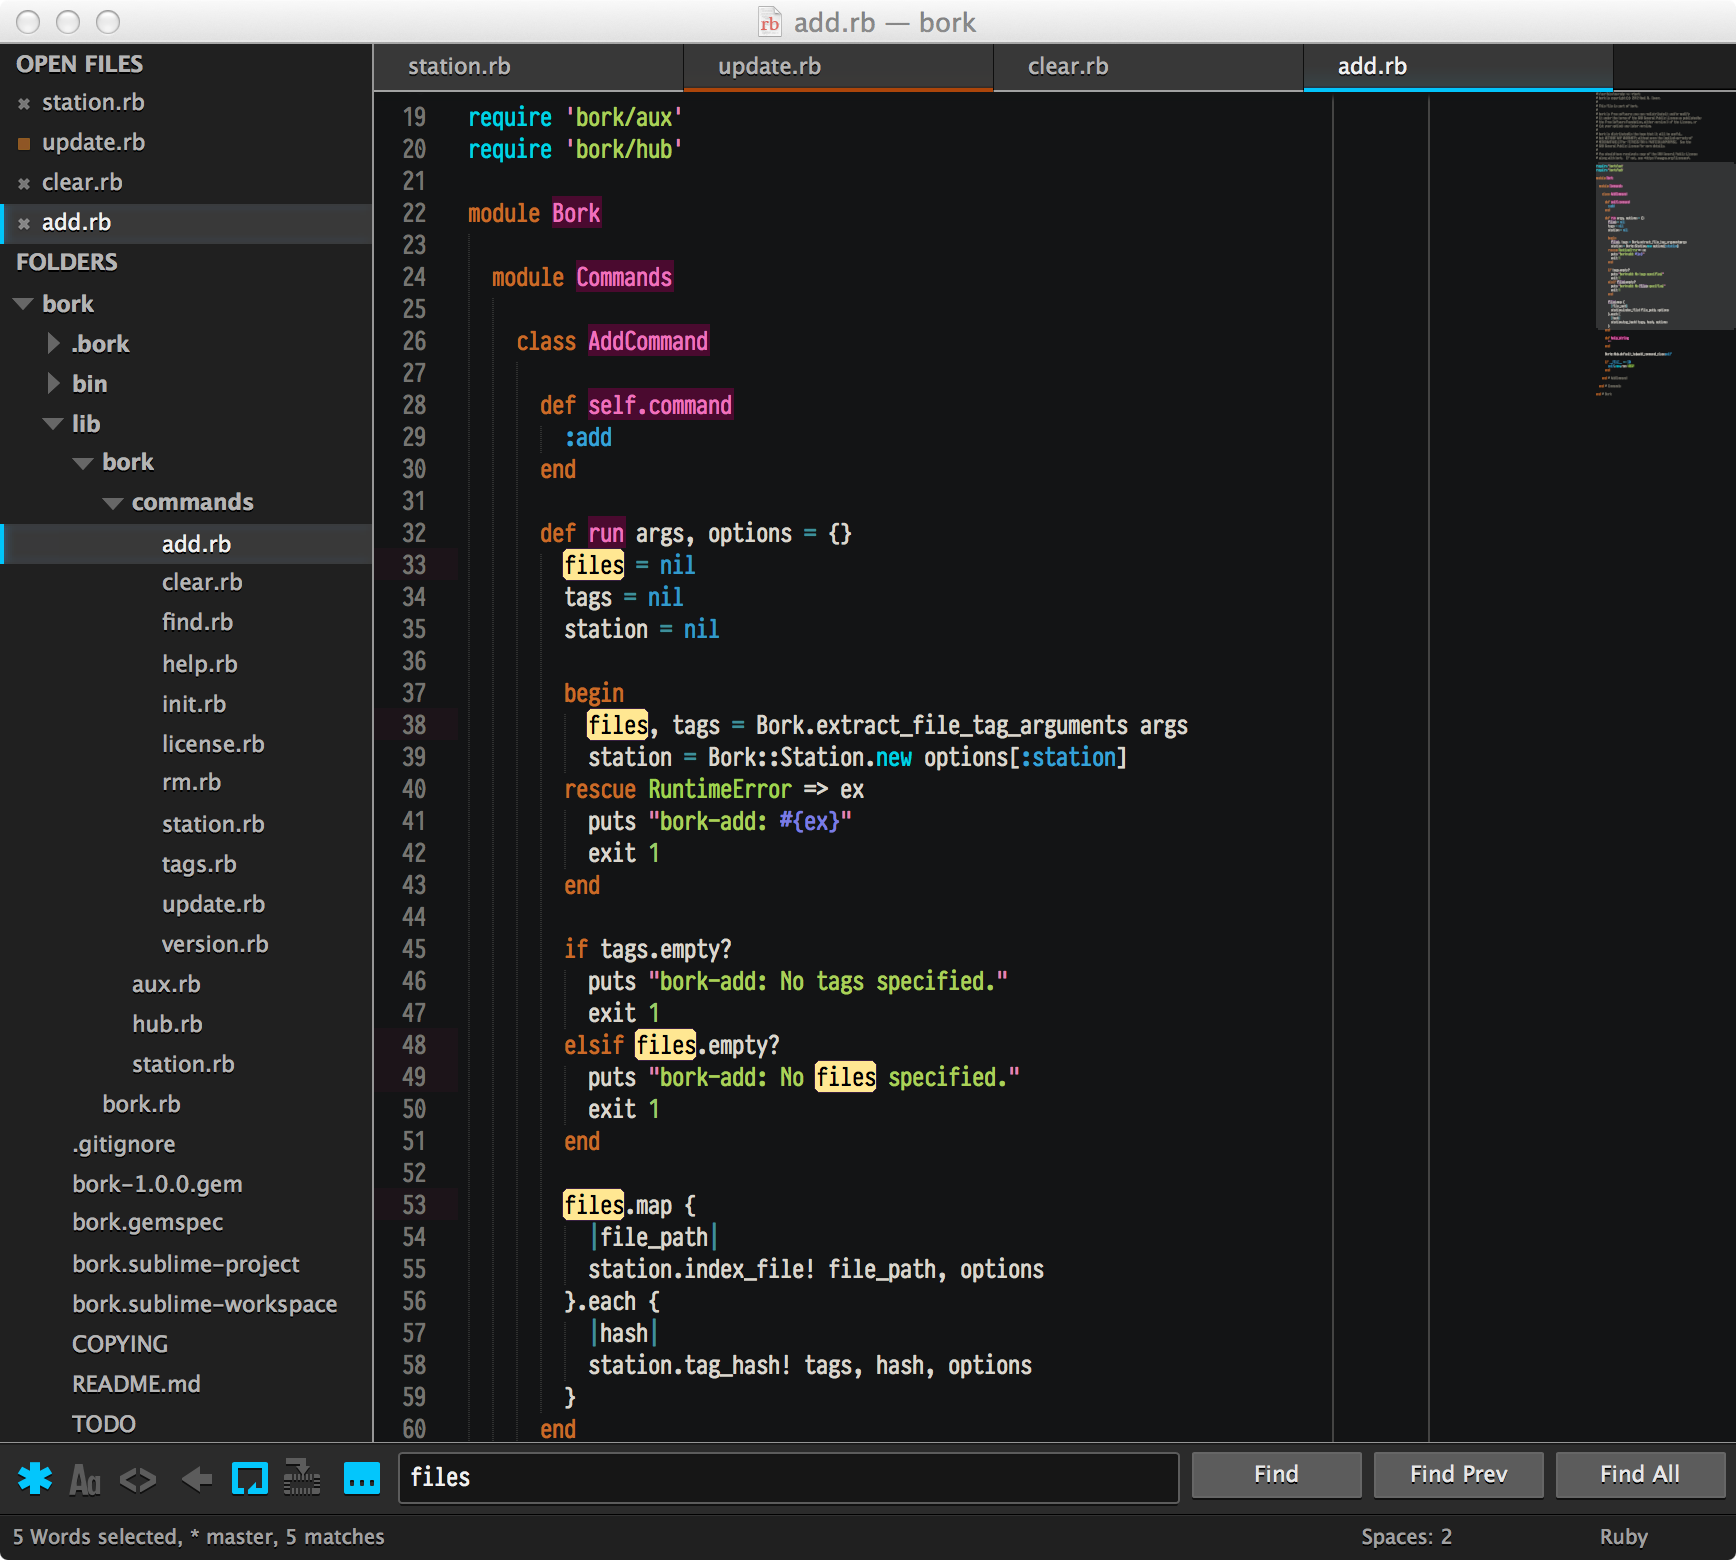 add.rb — bork
OPEN FILES
station.rb
update.rb
clear.rb
add.rb
FOLDERS
bork
.bork
bin
lib
bork
commands
add.rb
clear.rb
find.rb
help.rb
init.rb
license.rb
rm.rb
station.rb
tags.rb
update.rb
version.rb
aux.rb
hub.rb
station.rb
bork.rb
.gitignore
bork-1.0.0.gem
bork.gemspec
bork.sublime-project
bork.sublime-workspace
COPYING
README.md
TODO
station.rb update.rb clear.rb add.rb
19 require 'bork/aux'
20 require 'bork/hub'
21
22 module Bork
23
24 module Commands
25
26 class AddCommand
27
28 def self.command
29 :add
30 end
31
32 def run args, options = {}
33 files = nil
34 tags = nil
35 station = nil
36
37 begin
38 files, tags = Bork.extract_file_tag_arguments args
39 station = Bork::Station.new options[:station]
40 rescue RuntimeError => ex
41 puts "bork-add: #{ex}"
42 exit 1
43 end
44
45 if tags.empty?
46 puts "bork-add: No tags specified."
47 exit 1
48 elsif files.empty?
49 puts "bork-add: No files specified."
50 exit 1
51 end
52
53 files.map {
54 |file_path|
55 station.index_file! file_path, options
56 }.each {
57 |hash|
58 station.tag_hash! tags, hash, options
59 }
60 end
Aa <> files Find Find Prev Find All
5 Words selected, * master, 5 matches Spaces: 2 Ruby